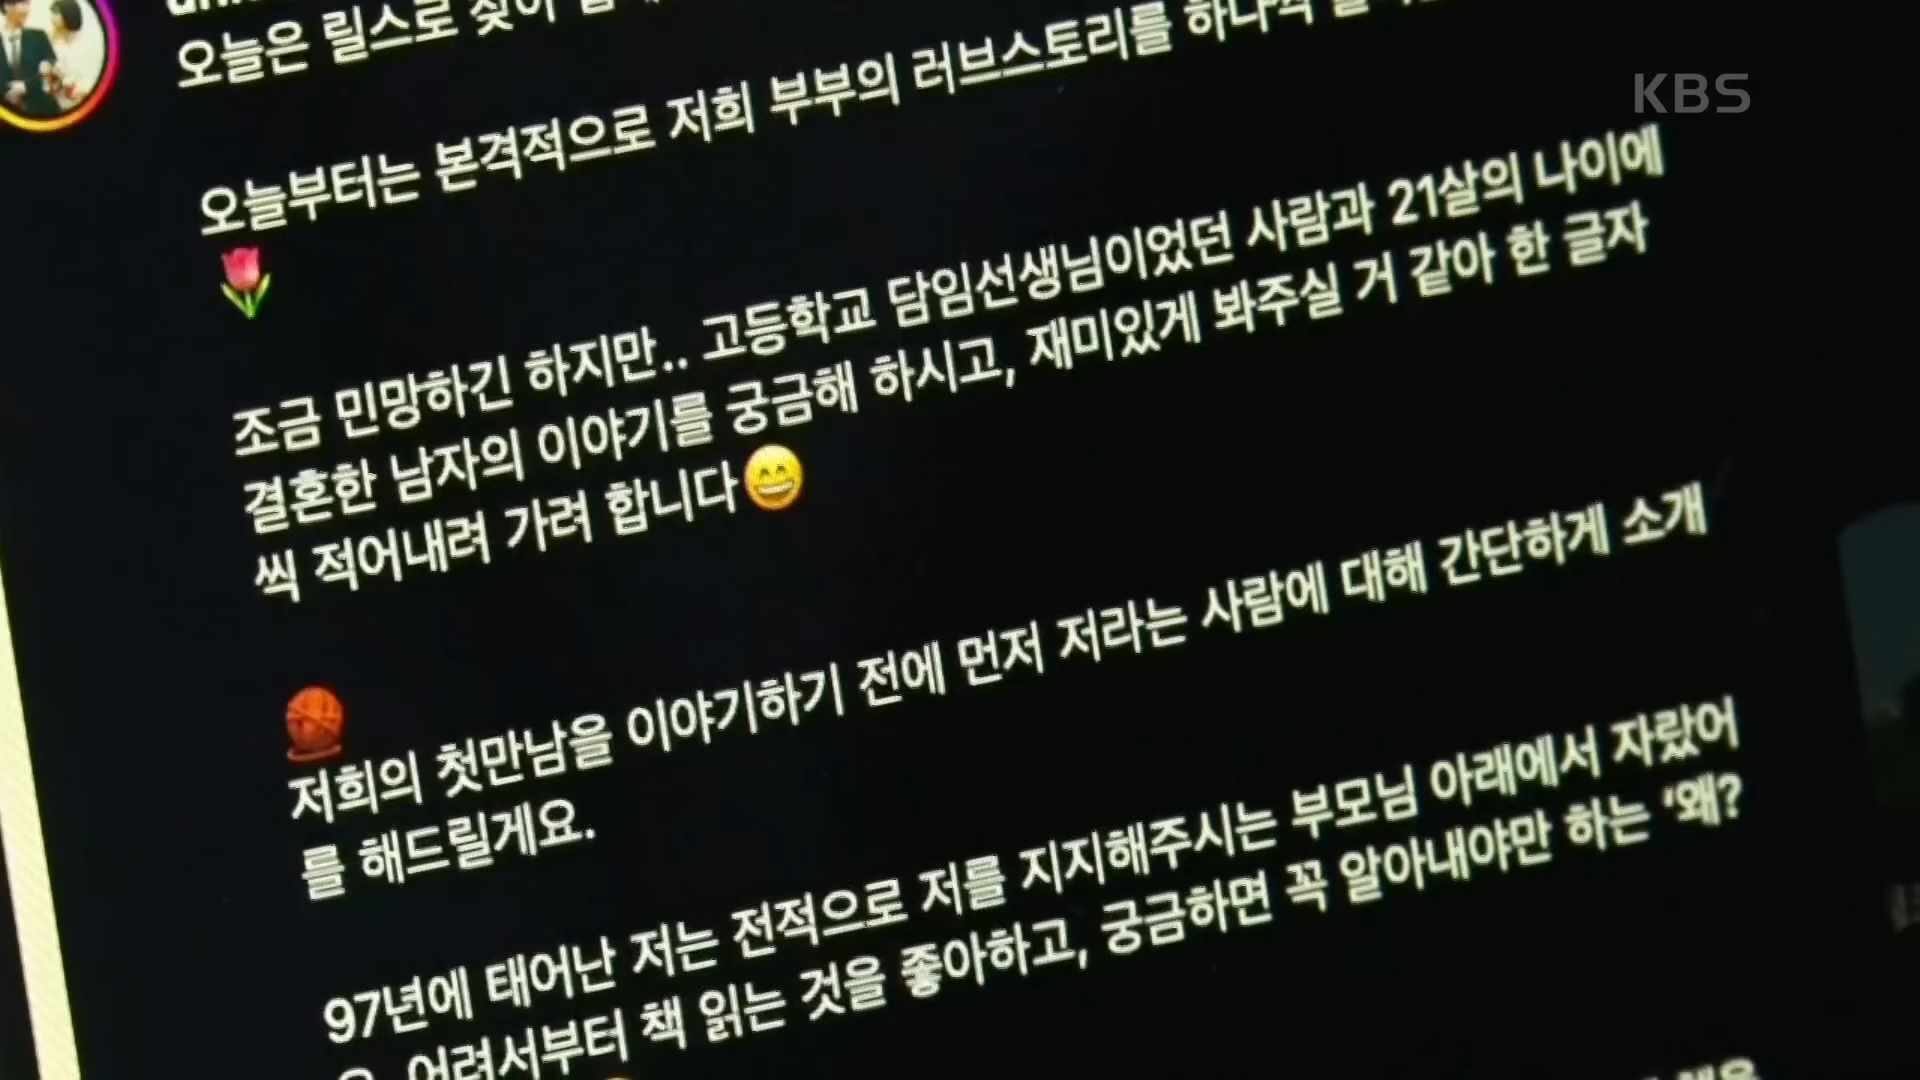 오늘은 릴스로 찾아
KBS
오늘부터는 본격적으로 저희 부부의 러브스토리를 하나씩
🌷
조금 민망하긴 하지만.. 고등학교 담임선생님이었던 사람과 21살의 나이에
결혼한 남자의 이야기를 궁금해 하시고, 재미있게 봐주실 거 같아 한 글자
씩 적어내려 가려 합니다😄
🧶
저희의 첫만남을 이야기하기 전에 먼저 저라는 사람에 대해 간단하게 소개
를 해드릴게요.
97년에 태어난 저는 전적으로 저를 지지해주시는 부모님 아래에서 자랐어
요. 어려서부터 책 읽는 것을 좋아하고, 궁금하면 꼭 알아내야만 하는 '왜?